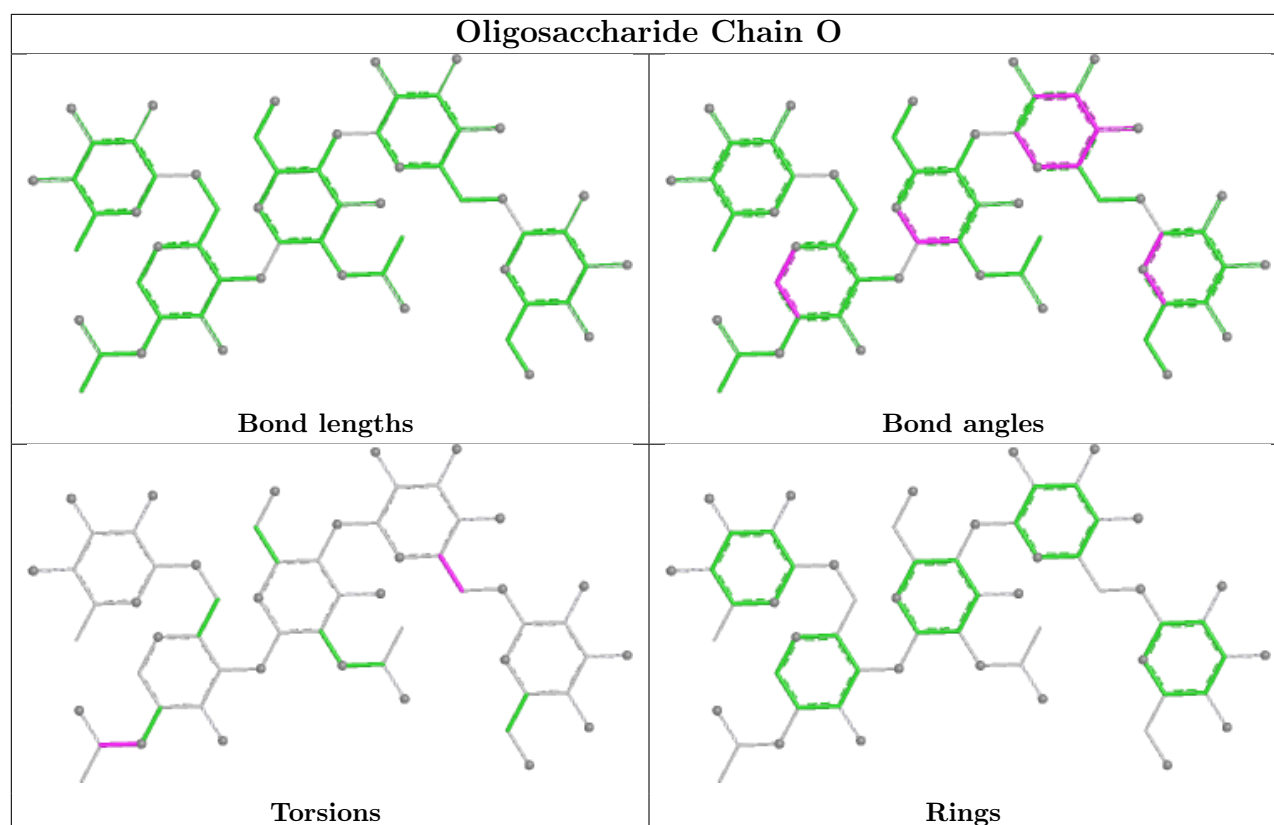 Oligosaccharide Chain O
Bond lengths
Bond angles
Torsions
Rings